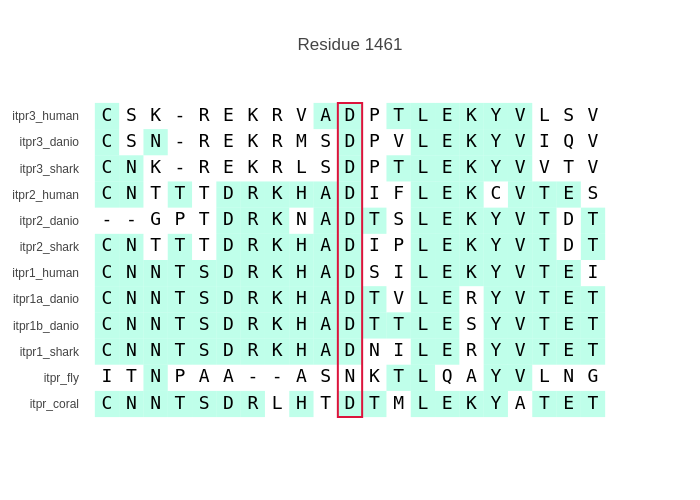 Residue 1461
itpr3_human C S K - R E K R V A D P T L E K Y V L S V
itpr3_danio C S N - R E K R M S D P V L E K Y V I Q V
itpr3_shark C N K - R E K R L S D P T L E K Y V V T V
itpr2_human C N T T T D R K H A D I F L E K C V T E S
itpr2_danio - - G P T D R K N A D T S L E K Y V T D T
itpr2_shark C N T T T D R K H A D I P L E K Y V T D T
itpr1_human C N N T S D R K H A D S I L E K Y V T E I
itpr1a_danio C N N T S D R K H A D T V L E R Y V T E T
itpr1b_danio C N N T S D R K H A D T T L E S Y V T E T
itpr1_shark C N N T S D R K H A D N I L E R Y V T E T
itpr_fly I T N P A A - - A S N K T L Q A Y V L N G
itpr_coral C N N T S D R L H T D T M L E K Y A T E T